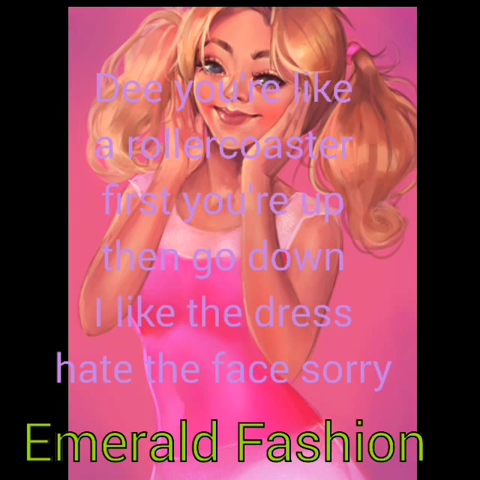 Dee you're like
a rollercoaster
first you're up
then go down
I like the dress
hate the face sorry
Emerald Fashion